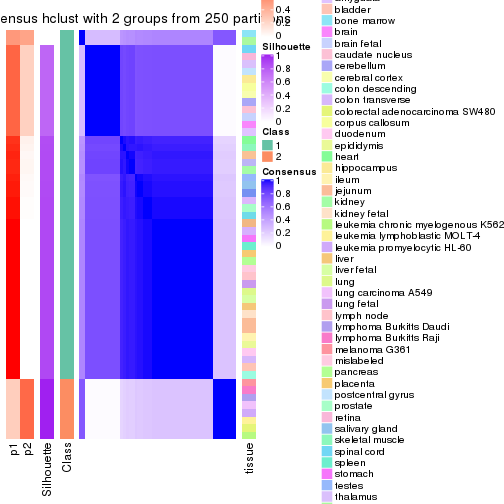 ensus hclust with 2 groups from 250 partitions
0.4
0.2
0
Silhouette
1
0.8
0.6
0.4
0.2
0
Class
1
2
Consensus
1
0.8
0.6
0.4
0.2
0
p1
p2
Silhouette
Class
tissue
bladder
bone marrow
brain
brain fetal
caudate nucleus
cerebellum
cerebral cortex
colon descending
colon transverse
colorectal adenocarcinoma SW480
corpus callosum
duodenum
epididymis
heart
hippocampus
ileum
jejunum
kidney
kidney fetal
leukemia chronic myelogenous K562
leukemia lymphoblastic MOLT-4
leukemia promyelocytic HL-60
liver
liver fetal
lung
lung carcinoma A549
lung fetal
lymph node
lymphoma Burkitts Daudi
lymphoma Burkitts Raji
melanoma G361
mislabeled
pancreas
placenta
postcentral gyrus
prostate
retina
salivary gland
skeletal muscle
spinal cord
spleen
stomach
testes
thalamus